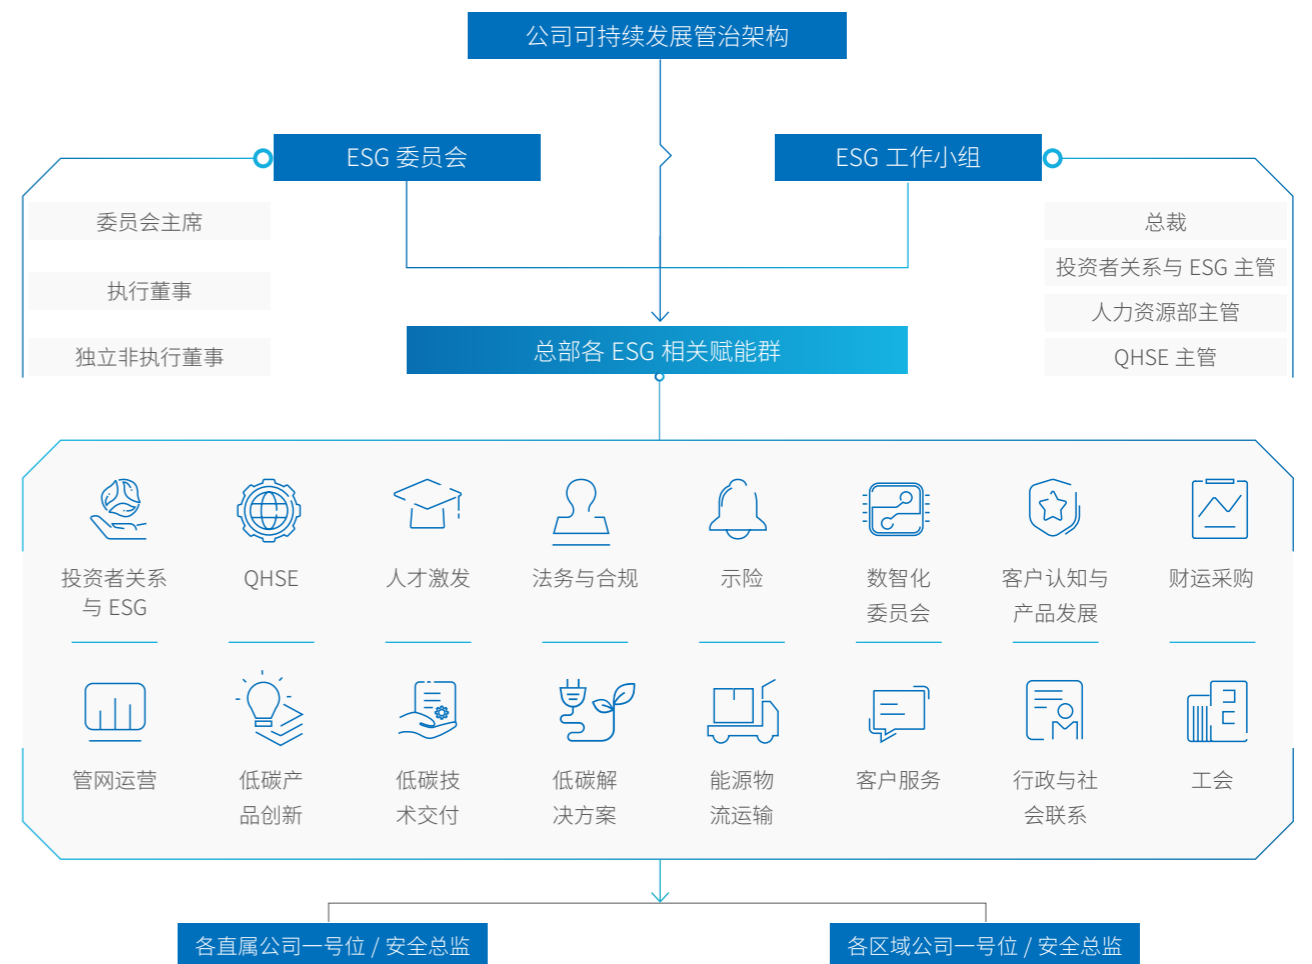 公司可持续发展管治架构
ESG 委员会
ESG 工作小组
委员会主席
执行董事
独立非执行董事
总裁
投资者关系与 ESG 主管
人力资源部主管
QHSE 主管
总部各 ESG 相关赋能群
投资者关系
与 ESG
QHSE
人才激发
法务与合规
示险
数智化
委员会
客户认知与
产品发展
财运采购
管网运营
低碳产
品创新
低碳技
术交付
低碳解
决方案
能源物
流运输
客户服务
行政与社
会联系
工会
各直属公司一号位 / 安全总监
各区域公司一号位 / 安全总监